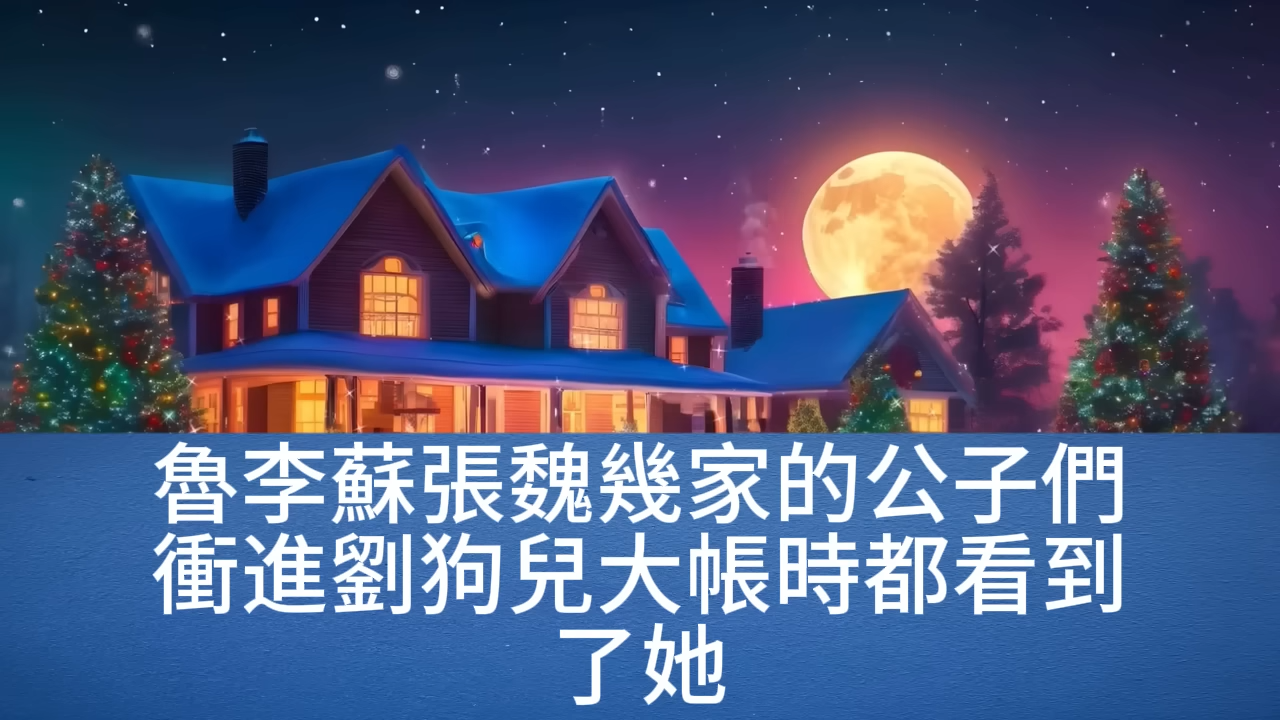 魯李蘇張魏幾家的公子們
衝進劉狗兒大帳時都看到
了她